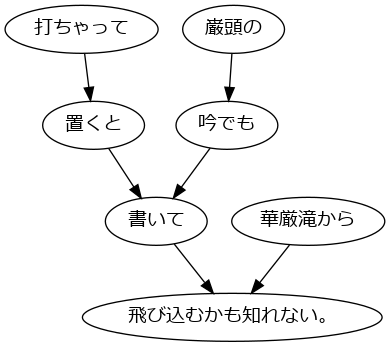 打ちゃって
巌頭の
置くと
吟でも
書いて
華厳滝から
飛び込むかも知れない。